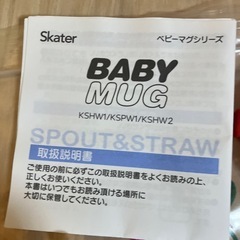 Skater
ベビーマグシリーズ
BABY
MUG
KSHW1/KSPW1/KSHW2
SPOUT&STRAW
取扱説明書
ご使用の前に必ずこの取扱説明書をよくお読みの上、
正しくお使いください。
本書はいつでもお読み頂ける場所に
大切に保管してください。